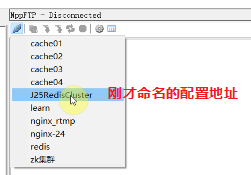 NppFTP - Disconnected
cache01
cache02
cache03
cache04
J25RedisCluster 刚才命名的配置地址
learn
nginx_rtmp
nginx-24
redis
zk集群